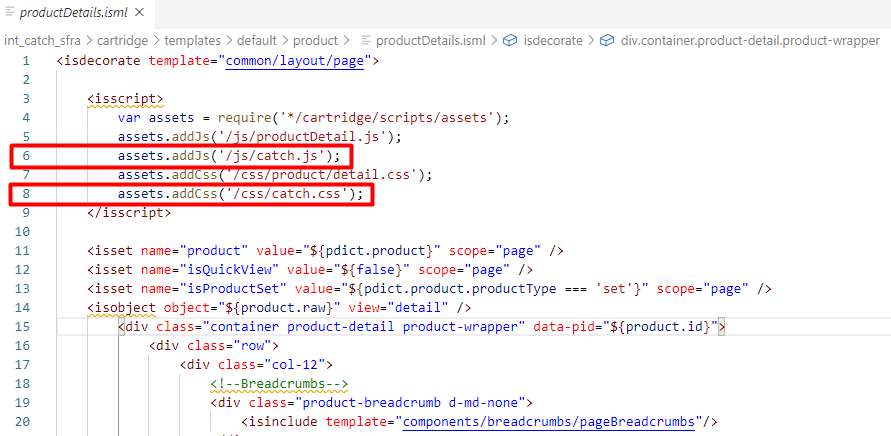 productDetails.isml ×
int_catch_sfra > cartridge > templates > default > product > productDetails.isml > isdecorate > div.container.product-detail.product-wrapper
1 <isdecorate template="common/layout/page">
2
3 <isscript>
4 var assets = require('*/cartridge/scripts/assets');
5 assets.addJs('/js/productDetail.js');
6 assets.addJs('/js/catch.js');
7 assets.addCss('/css/product/detail.css');
8 assets.addCss('/css/catch.css');
9 </isscript>
10
11 <isset name="product" value="${pdict.product}" scope="page" />
12 <isset name="isQuickView" value="${false}" scope="page" />
13 <isset name="isProductSet" value="${pdict.product.productType === 'set'}" scope="page" />
14 <isobject object="${product.raw}" view="detail" />
15 <div class="container product-detail product-wrapper" data-pid="${product.id}">
16 <div class="row">
17 <div class="col-12">
18 <!--Breadcrumbs-->
19 <div class="product-breadcrumb d-md-none">
20 <isinclude template="components/breadcrumbs/pageBreadcrumbs"/>